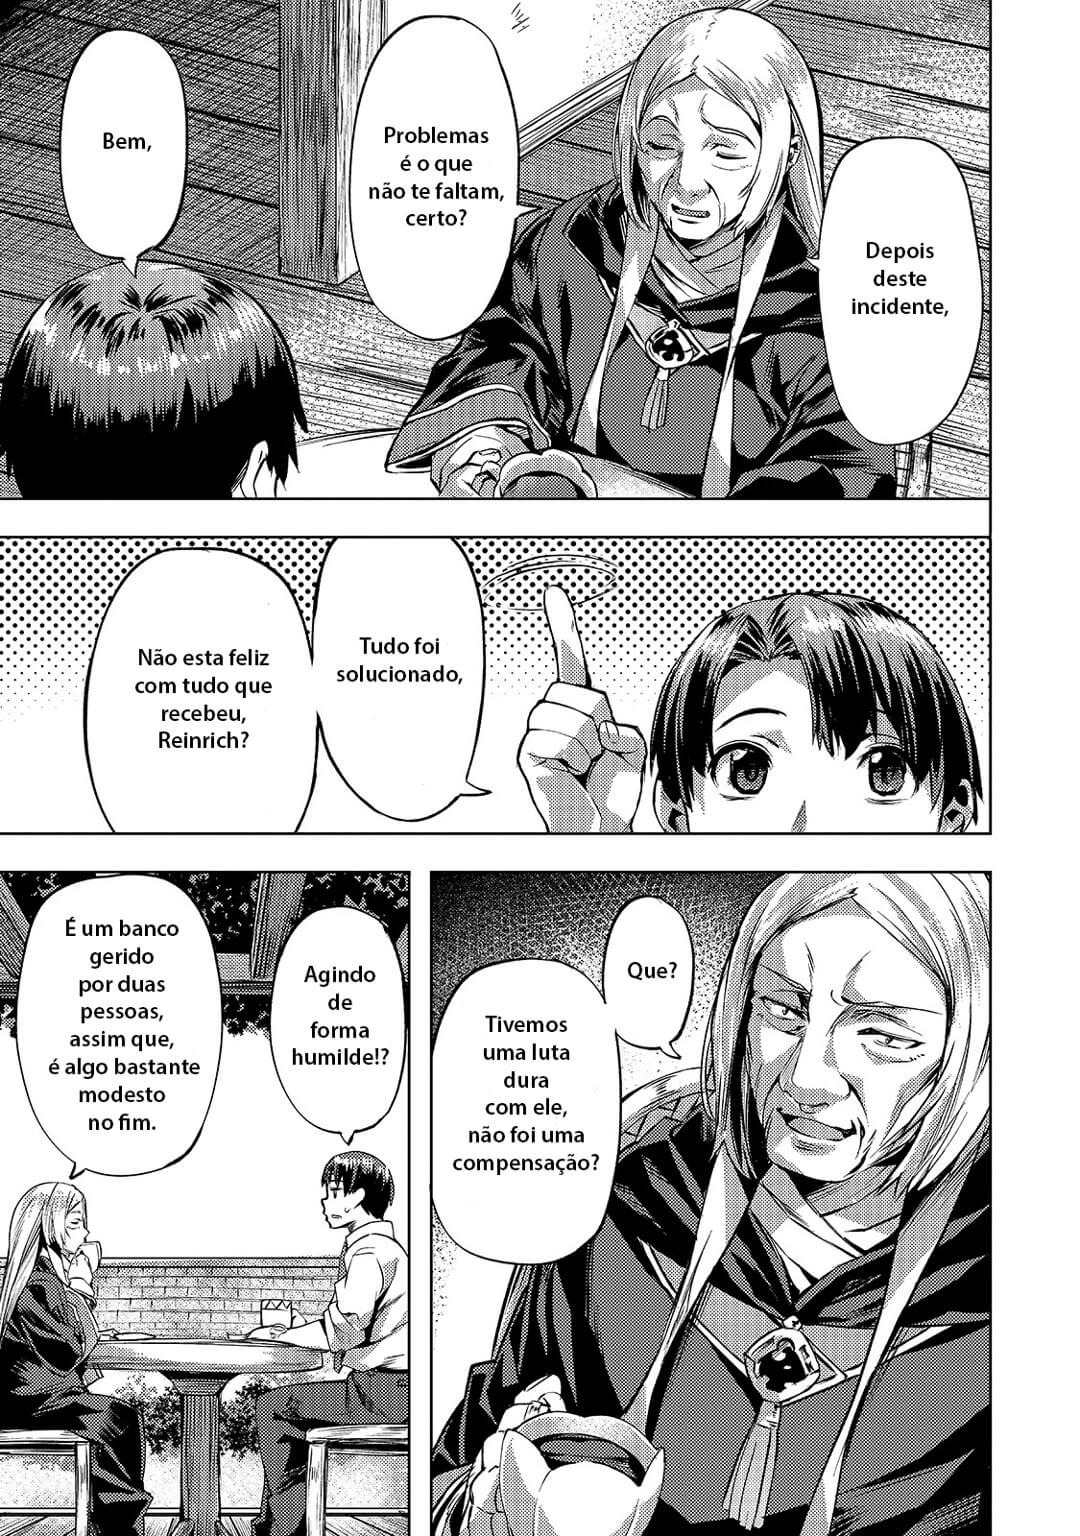 Depois
deste
incidente,
Problemas
é o que
não te faltam,
certo?
Bem,
Tudo foi
solucionado,
Não esta feliz
com tudo que
recebeu,
Reinrich?
Que?
Tivemos
uma luta
dura
com ele,
não foi uma
compensação?
Agindo
de
forma
humilde!?
É um banco
gerido
por duas
pessoas,
assim que,
é algo bastante
modesto
no fim.